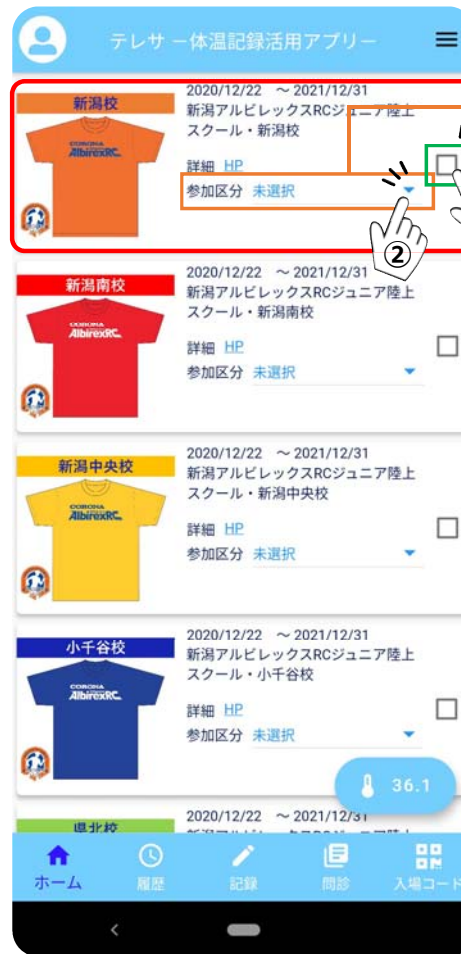 テレサ ー体温記録活用アプリー
新潟校
CORONA
AlbirexRC
2020/12/22 ～2021/12/31
新潟アルビレックスRCジュニア陸上
スクール・新潟校
詳細 HP
参加区分 未選択
②
新潟南校
CORONA
AlbirexRC
2020/12/22 ～2021/12/31
新潟アルビレックスRCジュニア陸上
スクール・新潟南校
詳細 HP
参加区分 未選択
新潟中央校
CORONA
AlbirexRC
2020/12/22 ～2021/12/31
新潟アルビレックスRCジュニア陸上
スクール・新潟中央校
詳細 HP
参加区分 未選択
小千谷校
CORONA
AlbirexRC
2020/12/22 ～2021/12/31
新潟アルビレックスRCジュニア陸上
スクール・小千谷校
詳細 HP
参加区分 未選択
36.1
県北校
2020/12/22 ～2021/12/31
ホーム 履歴 記録 問診 入場コード